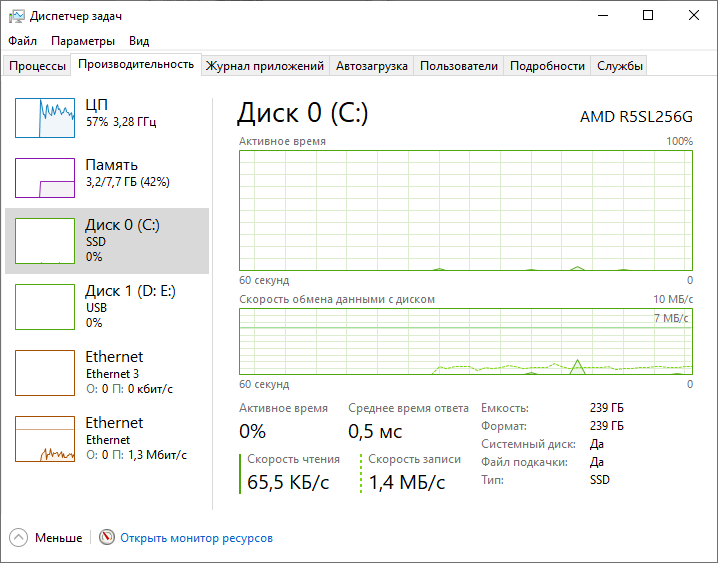 Диспетчер задач
Файл Параметры Вид
Процессы Производительность Журнал приложений Автозагрузка Пользователи Подробности Службы
ЦП
57% 3,28 ГГц
Память
3,2/7,7 ГБ (42%)
Диск 0 (C:)
SSD
0%
Диск 1 (D: E:)
USB
0%
Ethernet
Ethernet 3
О: 0 П: 0 кбит/с
Ethernet
Ethernet
О: 0 П: 1,3 Мбит/с
Диск 0 (C:) AMD R5SL256G
Активное время 100%
60 секунд 0
Скорость обмена данными с диском 10 МБ/с
7 МБ/с
60 секунд 0
Активное время
0%
Среднее время ответа
0,5 мс
Скорость чтения
65,5 КБ/с
Скорость записи
1,4 МБ/с
Емкость: 239 ГБ
Формат: 239 ГБ
Системный диск: Да
Файл подкачки: Да
Тип: SSD
Меньше Открыть монитор ресурсов